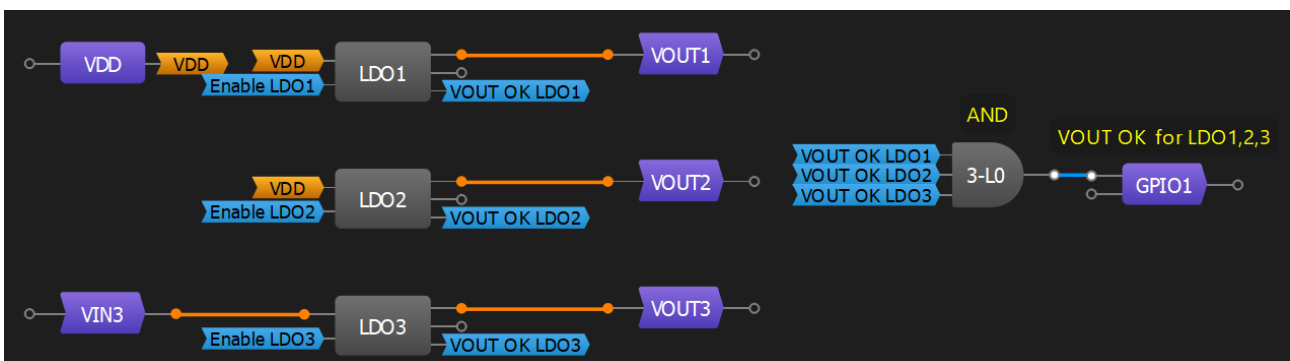 VDD
VDD
VDD
Enable LDO1
LDO1
VOUT OK LDO1
VOUT1
VDD
Enable LDO2
LDO2
VOUT OK LDO2
VOUT2
VIN3
Enable LDO3
LDO3
VOUT OK LDO3
VOUT3
AND
VOUT OK for LDO1,2,3
VOUT OK LDO1
VOUT OK LDO2
VOUT OK LDO3
3-L0
GPIO1